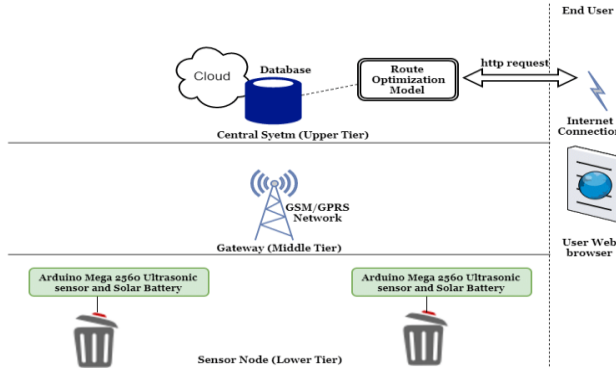 End User
Cloud
Database
Route
Optimization
Model
http request
Internet
Connection
Central Syetm (Upper Tier)
GSM/GPRS
Network
Gateway (Middle Tier)
User Web
browser
Arduino Mega 2560 Ultrasonic
sensor and Solar Battery
Arduino Mega 2560 Ultrasonic
sensor and Solar Battery
Sensor Node (Lower Tier)